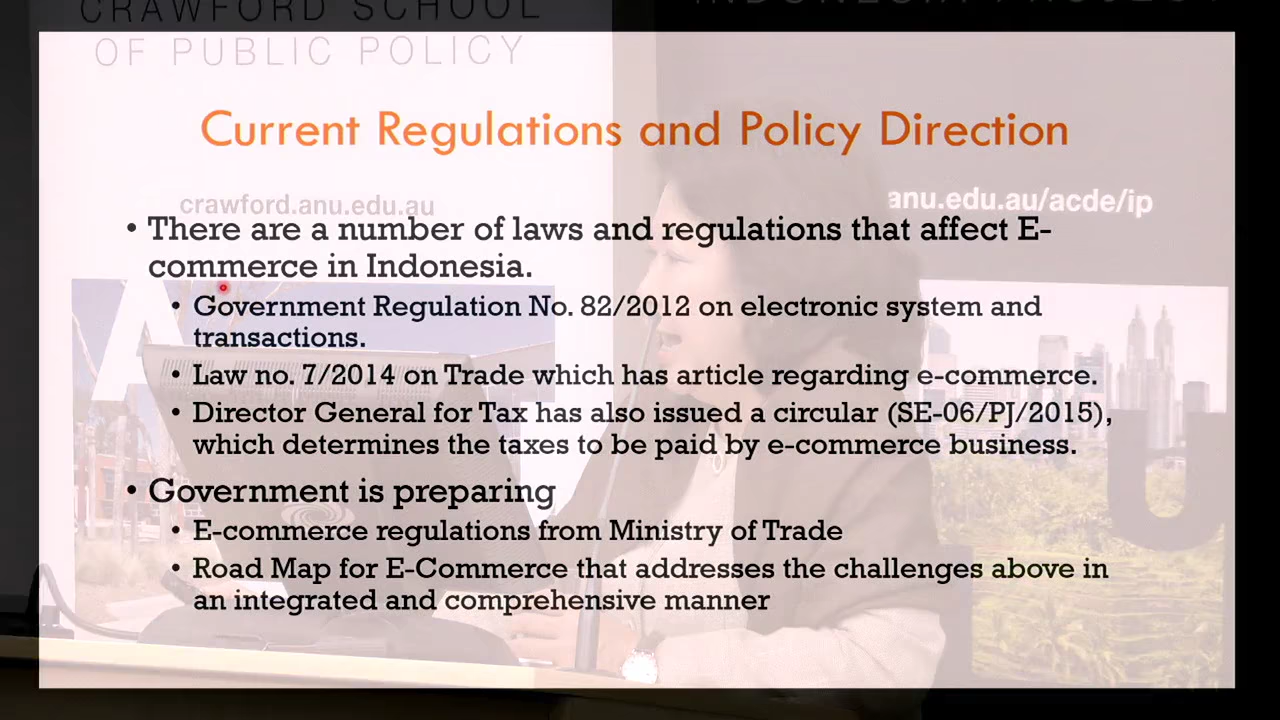 CRAWFORD SCHOOL
OF PUBLIC POLICY
INDONESIA PROJECT
Current Regulations and Policy Direction
crawford.anu.edu.au
anu.edu.au/acde/ip
• There are a number of laws and regulations that affect E-
commerce in Indonesia.
• Government Regulation No. 82/2012 on electronic system and
transactions.
• Law no. 7/2014 on Trade which has article regarding e-commerce.
• Director General for Tax has also issued a circular (SE-06/PJ/2015),
which determines the taxes to be paid by e-commerce business.
• Government is preparing
• E-commerce regulations from Ministry of Trade
• Road Map for E-Commerce that addresses the challenges above in
an integrated and comprehensive manner